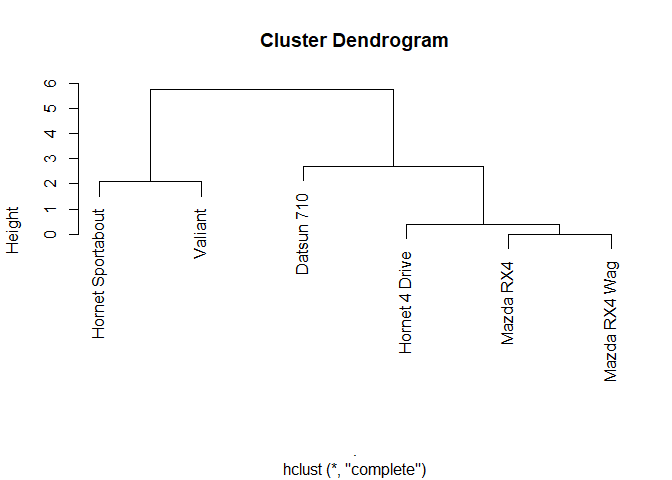 Cluster Dendrogram
Height
6
5
4
3
2
1
0
Hornet Sportabout
Valiant
Datsun 710
Hornet 4 Drive
Mazda RX4
Mazda RX4 Wag
.
hclust (*, "complete")